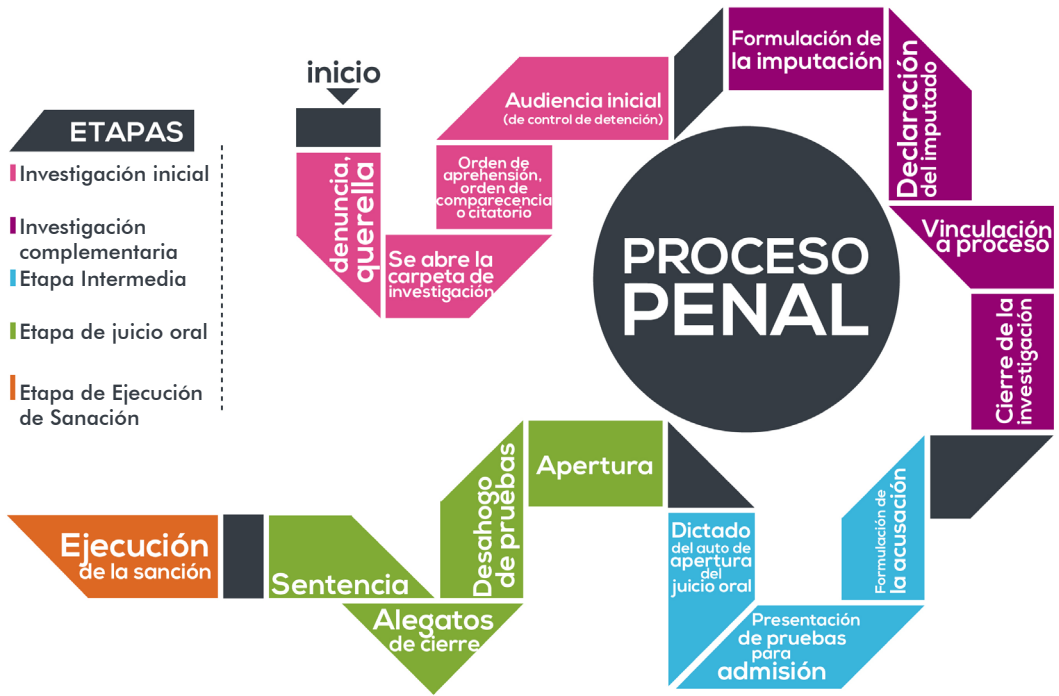 inicio
ETAPAS
Investigación inicial
Investigación
complementaria
Etapa Intermedia
Etapa de juicio oral
Etapa de Ejecución
de Sanación
denuncia,
querella
Se abre la
carpeta de
investigación
Orden de
aprehensión,
orden de
comparecencia
o citatorio
Audiencia inicial
(de control de detención)
Formulación de
la imputación
Declaración
del imputado
Vinculación
a proceso
Cierre de la
investigación
PROCESO
PENAL
Formulación de
la acusación
Presentación
de pruebas
para
admisión
Dictado
del auto de
apertura
del
juicio oral
Apertura
Desahogo
de pruebas
Alegatos
de cierre
Sentencia
Ejecución
de la sanción